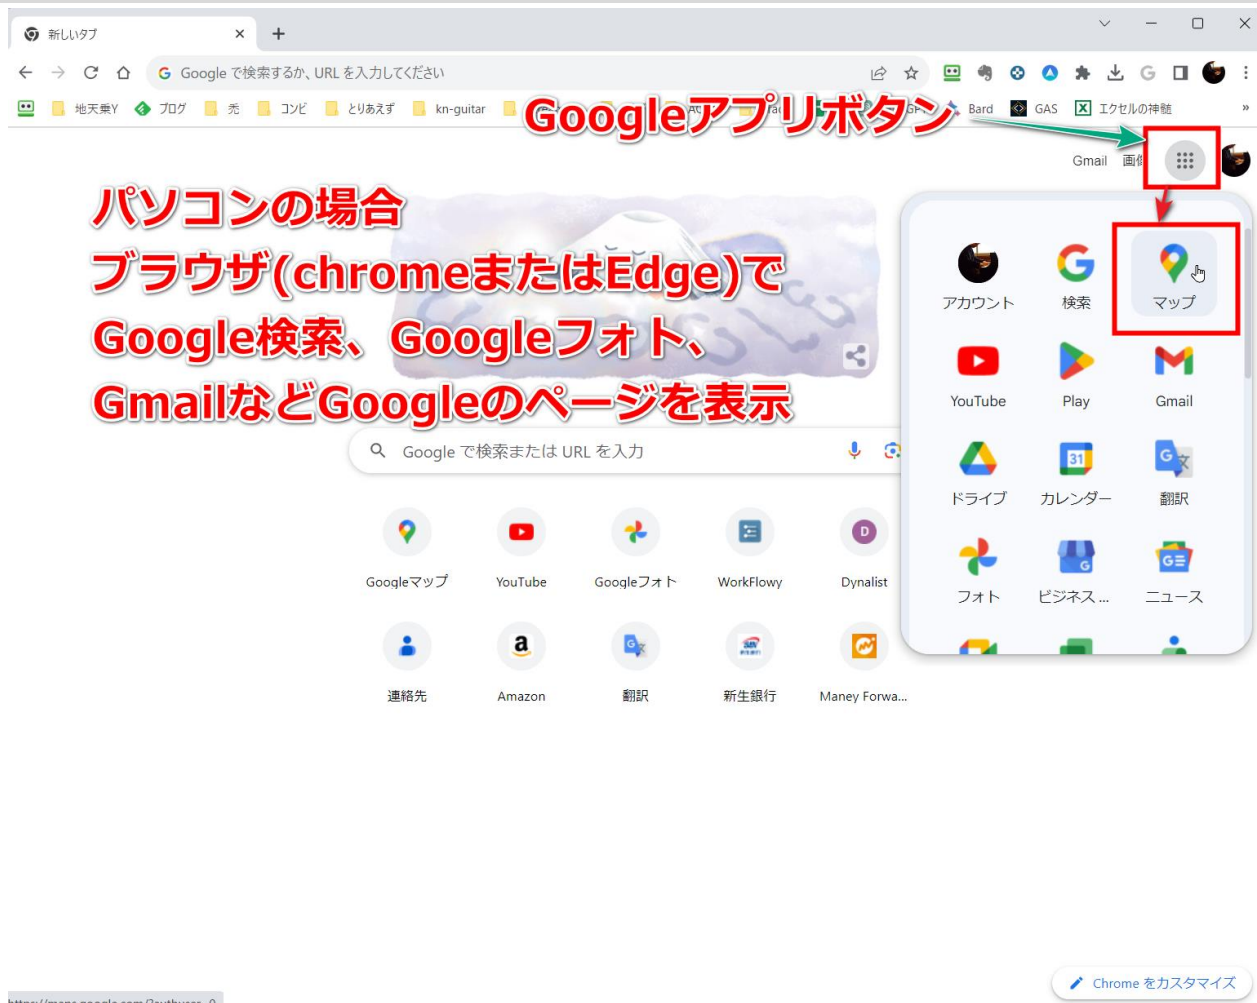 新しいタブ
Google で検索するか、URL を入力してください
地天乗Y ブログ 禿 コンビ とりあえず kn-guitar Bard GAS エクセルの神髄 »
Googleアプリボタン
Gmail
パソコンの場合
ブラウザ(chromeまたはEdge)で
Google検索、Googleフォト、
GmailなどGoogleのページを表示
Google で検索または URL を入力
Googleマップ YouTube Googleフォト WorkFlowy Dynalist
連絡先 Amazon 翻訳 新生銀行 Maney Forwa...
アカウント 検索 マップ
YouTube Play Gmail
ドライブ カレンダー 翻訳
フォト ビジネス ... ニュース
Chrome をカスタマイズ